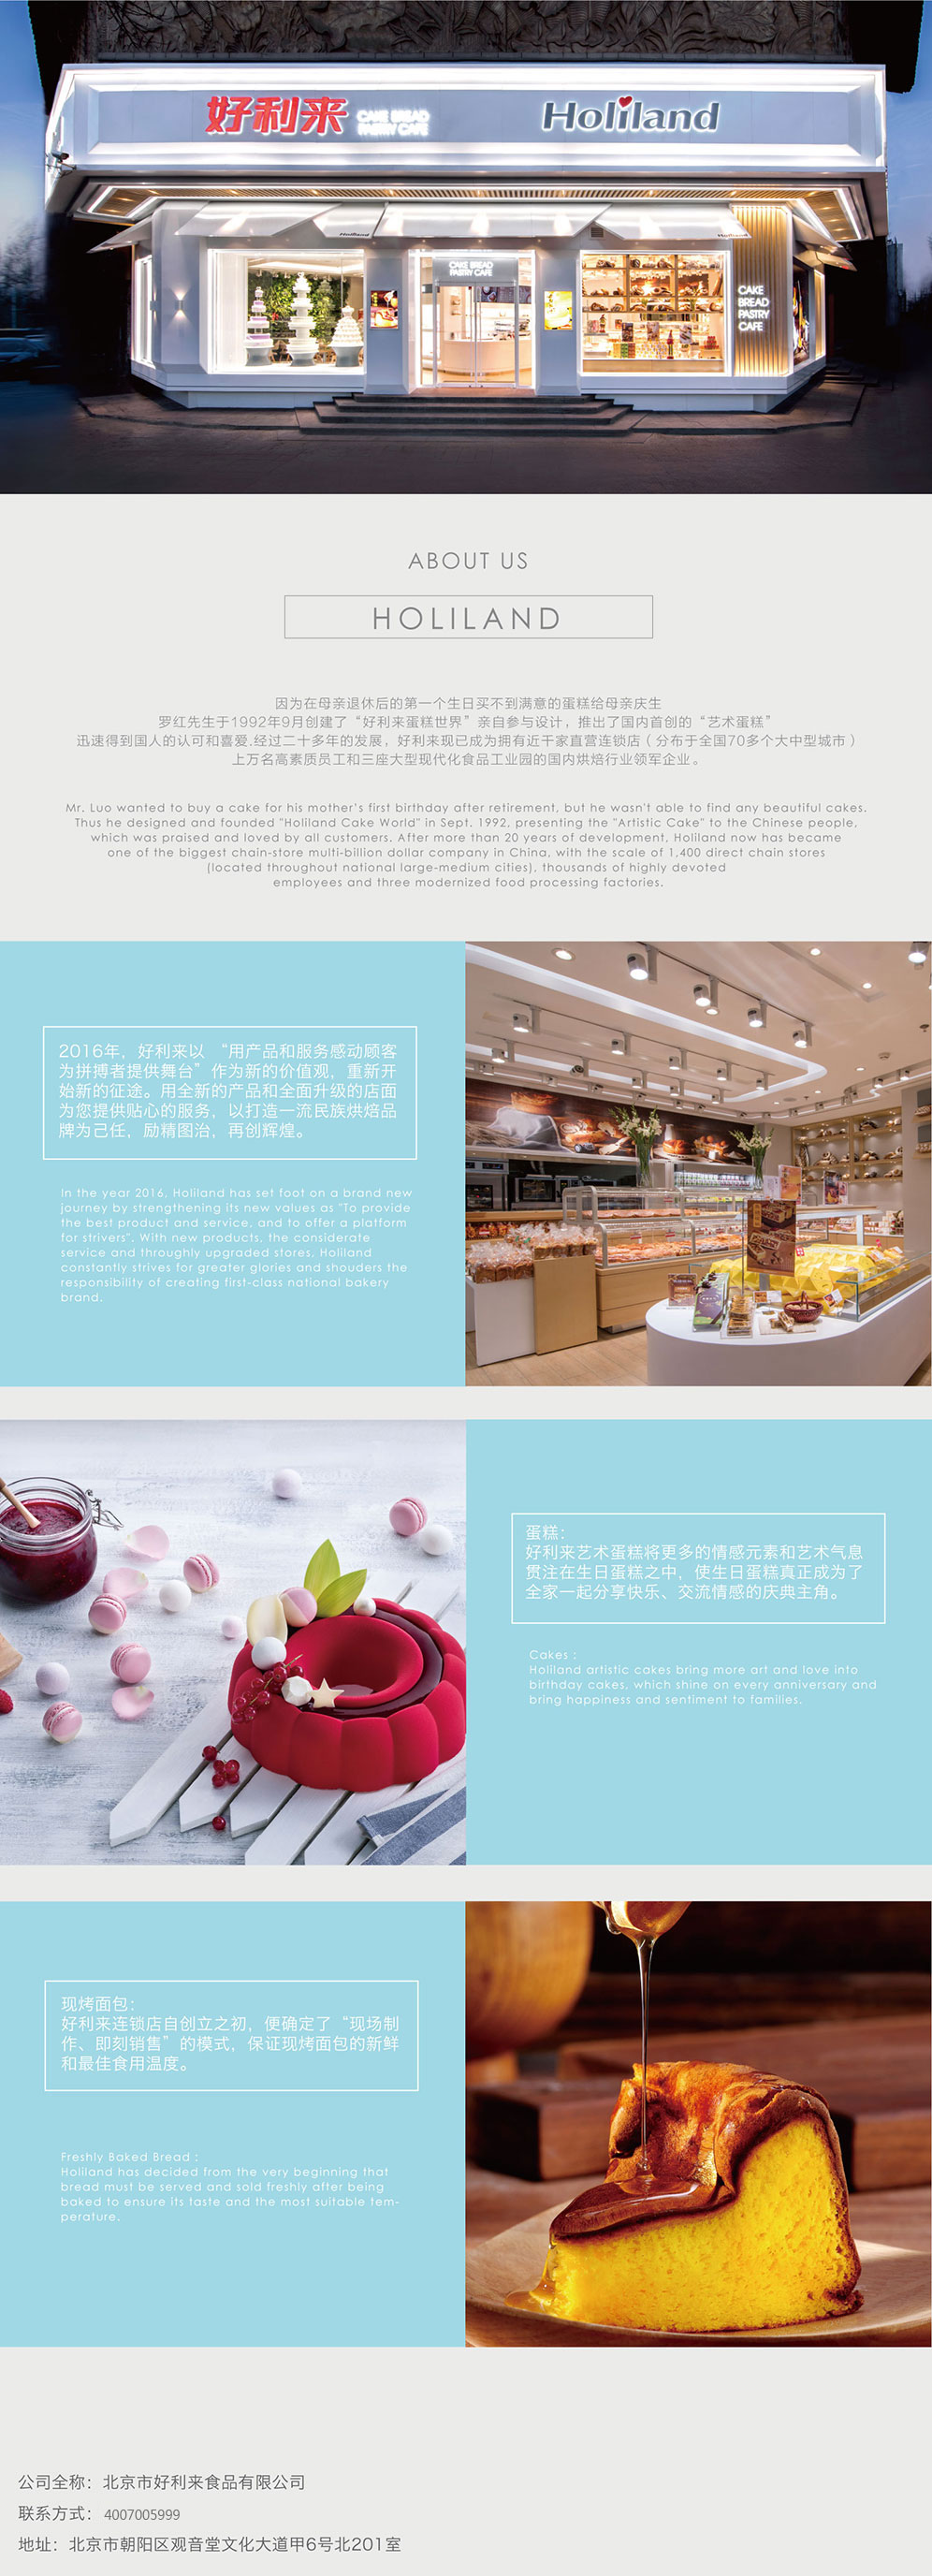 好利来
CAKE BREAD
PASTRY CAFE
Holiland
Holiland
Holiland
CAKE BREAD
PASTRY CAFE
CAKE
BREAD
PASTRY
CAFE
ABOUT US
HOLILAND
因为在母亲退休后的第一个生日买不到满意的蛋糕给母亲庆生
罗红先生于1992年9月创建了“好利来蛋糕世界”亲自参与设计，推出了国内首创的“艺术蛋糕”
迅速得到国人的认可和喜爱.经过二十多年的发展，好利来现已成为拥有近千家直营连锁店（分布于全国70多个大中型城市）
上万名高素质员工和三座大型现代化食品工业园的国内烘焙行业领军企业。
Mr. Luo wanted to buy a cake for his mother's first birthday after retirement, but he wasn't able to find any beautiful cakes.
Thus he designed and founded "Holiland Cake World" in Sept. 1992, presenting the "Artistic Cake" to the Chinese people,
which was praised and loved by all customers. After more than 20 years of development, Holiland now has became
one of the biggest chain-store multi-billion dollar company in China, with the scale of 1,400 direct chain stores
(located throughout national large-medium cities), thousands of highly devoted
employees and three modernized food processing factories.
2016年，好利来以 “用产品和服务感动顾客
为拼搏者提供舞台”作为新的价值观，重新开
始新的征途。用全新的产品和全面升级的店面
为您提供贴心的服务，以打造一流民族烘焙品
牌为己任，励精图治，再创辉煌。
In the year 2016, Holiland has set foot on a brand new
journey by strengthening its new values as "To provide
the best product and service, and to offer a platform
for strivers". With new products, the considerate
service and throughly upgraded stores, Holiland
constantly strives for greater glories and shouders the
responsibility of creating first-class national bakery
brand.
蛋糕：
好利来艺术蛋糕将更多的情感元素和艺术气息
贯注在生日蛋糕之中，使生日蛋糕真正成为了
全家一起分享快乐、交流情感的庆典主角。
Cakes :
Holiland artistic cakes bring more art and love into
birthday cakes, which shine on every anniversary and
bring happiness and sentiment to families.
现烤面包：
好利来连锁店自创立之初，便确定了“现场制
作、即刻销售”的模式，保证现烤面包的新鲜
和最佳食用温度。
Freshly Baked Bread :
Holiland has decided from the very beginning that
bread must be served and sold freshly after being
baked to ensure its taste and the most suitable tem-
perature.
公司全称：北京市好利来食品有限公司
联系方式：4007005999
地址：北京市朝阳区观音堂文化大道甲6号北201室